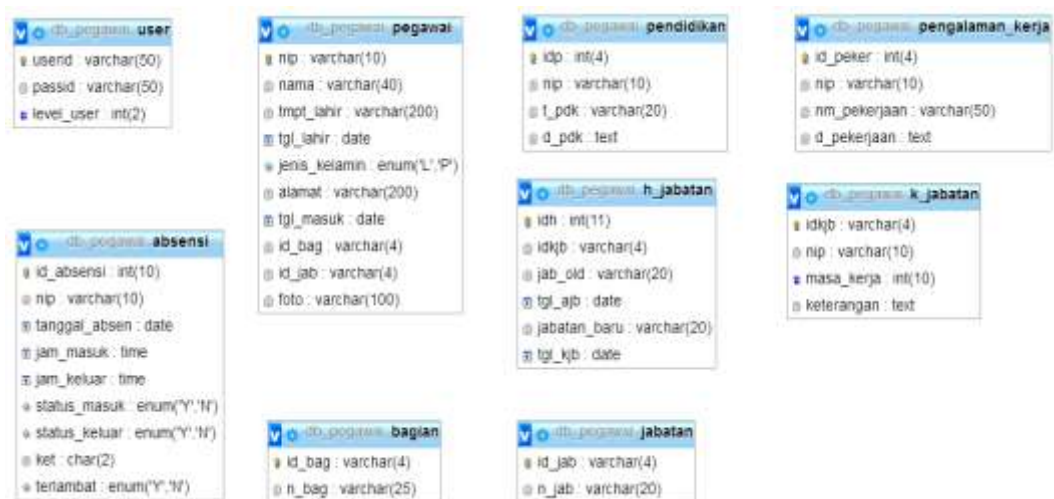 db_pegawai user
userid : varchar(50)
passid : varchar(50)
level_user : int(2)
db_pegawai pegawai
nip : varchar(10)
nama : varchar(40)
tmpt_lahir : varchar(200)
tgl_lahir : date
jenis_kelamin : enum('L','P')
alamat : varchar(200)
tgl_masuk : date
id_bag : varchar(4)
id_jab : varchar(4)
foto : varchar(100)
db_pegawai pendidikan
idp : int(4)
nip : varchar(10)
t_pdk : varchar(20)
d_pdk : text
db_pegawai pengalaman_kerja
id_peker : int(4)
nip : varchar(10)
nm_pekerjaan : varchar(50)
d_pekerjaan : text
db_pegawai h_jabatan
idh : int(11)
idkjb : varchar(4)
jab_old : varchar(20)
tgl_ajb : date
jabatan_baru : varchar(20)
tgl_kjb : date
db_pegawai k_jabatan
idkjb : varchar(4)
nip : varchar(10)
masa_kerja : int(10)
keterangan : text
db_pegawai absensi
id_absensi : int(10)
nip : varchar(10)
tanggal_absen : date
jam_masuk : time
jam_keluar : time
status_masuk : enum('Y','N')
status_keluar : enum('Y','N')
ket : char(2)
terlambat : enum('Y','N')
db_pegawai bagian
id_bag : varchar(4)
n_bag : varchar(25)
db_pegawai jabatan
id_jab : varchar(4)
n_jab : varchar(20)